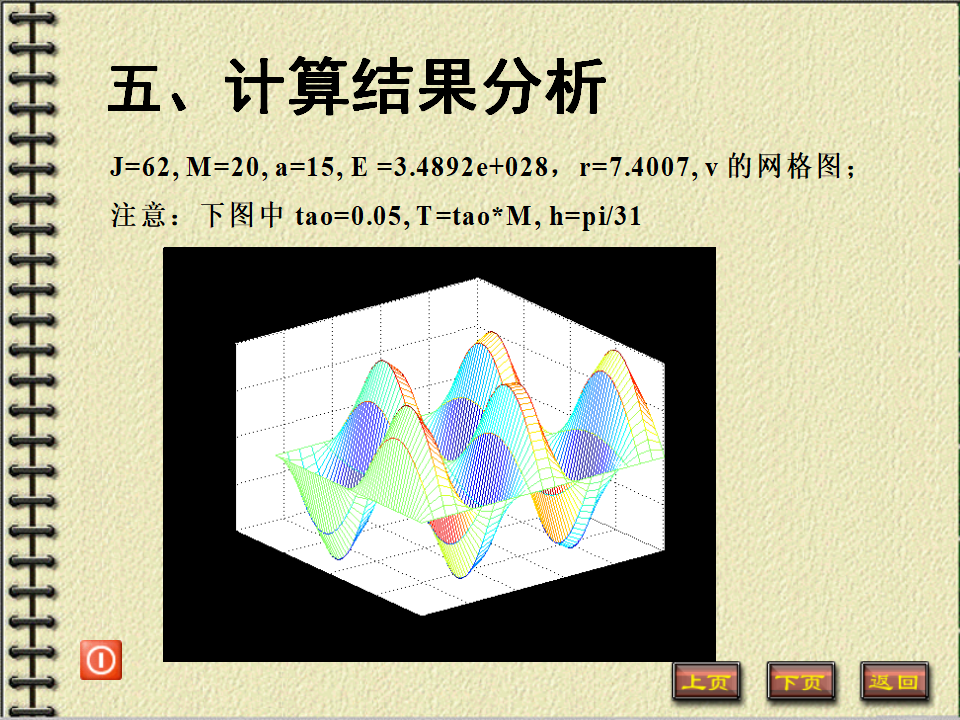 五、计算结果分析
J=62, M=20, a=15, E =3.4892e+028，r=7.4007, v 的网格图；
注意：下图中 tao=0.05, T=tao*M, h=pi/31
上页 下页 返回